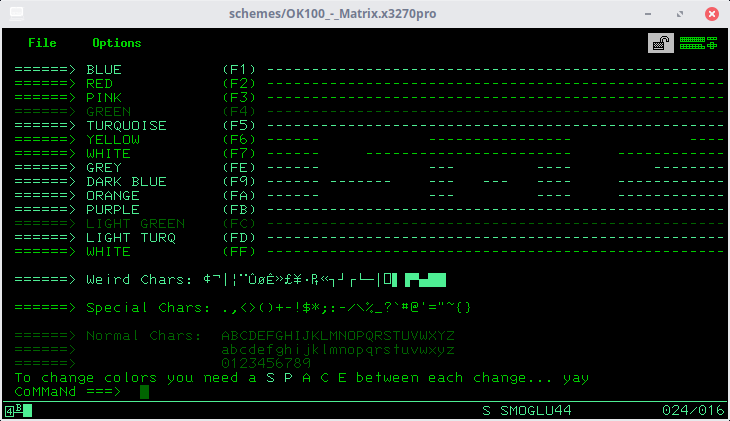 schemes/OK100_-_Matrix.x3270pro
File Options
======> BLUE (F1) ---------------------------------------------------
======> RED (F2) ---------------------------------------------------
======> PINK (F3) ---------------------------------------------------
======> GREEN (F4) ---------------------------------------------------
======> TURQUOISE (F5) ---------------------------------------------------
======> YELLOW (F6) ---------------------------------------------------
======> WHITE (F7) ---------------------------------------------------
======> GREY (FE) ------ --- --- --------
======> DARK BLUE (F9) ------ --- --- --------
======> ORANGE (FA) ------ --- --- --------
======> PURPLE (FB) ---------------------------------------------------
======> LIGHT GREEN (FC) ---------------------------------------------------
======> LIGHT TURQ (FD) ---------------------------------------------------
======> WHITE (FF) ---------------------------------------------------
======> Weird Chars: ¢¬|¦¨ÛøÈ»£¥·
======> Special Chars: .,<>()+-!$*;:-/\%_?`#@'="~{}
======> Normal Chars: ABCDEFGHIJKLMNOPQRSTUVWXYZ
======> abcdefghijklmnopqrstuvwxyz
======> 0123456789
To change colors you need a S P A C E between each change... yay
CoMMaNd ===>
4 B S SMOGLU44 024/016